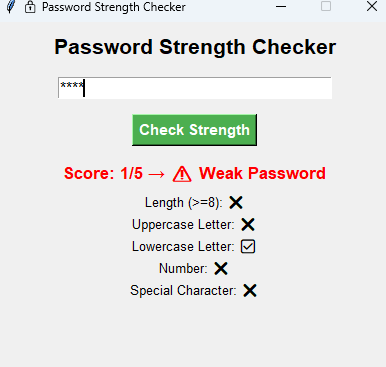 Password Strength Checker
Password Strength Checker
****
Check Strength
Score: 1/5 → ⚠ Weak Password
Length (>=8): ❌
Uppercase Letter: ❌
Lowercase Letter: ☑
Number: ❌
Special Character: ❌